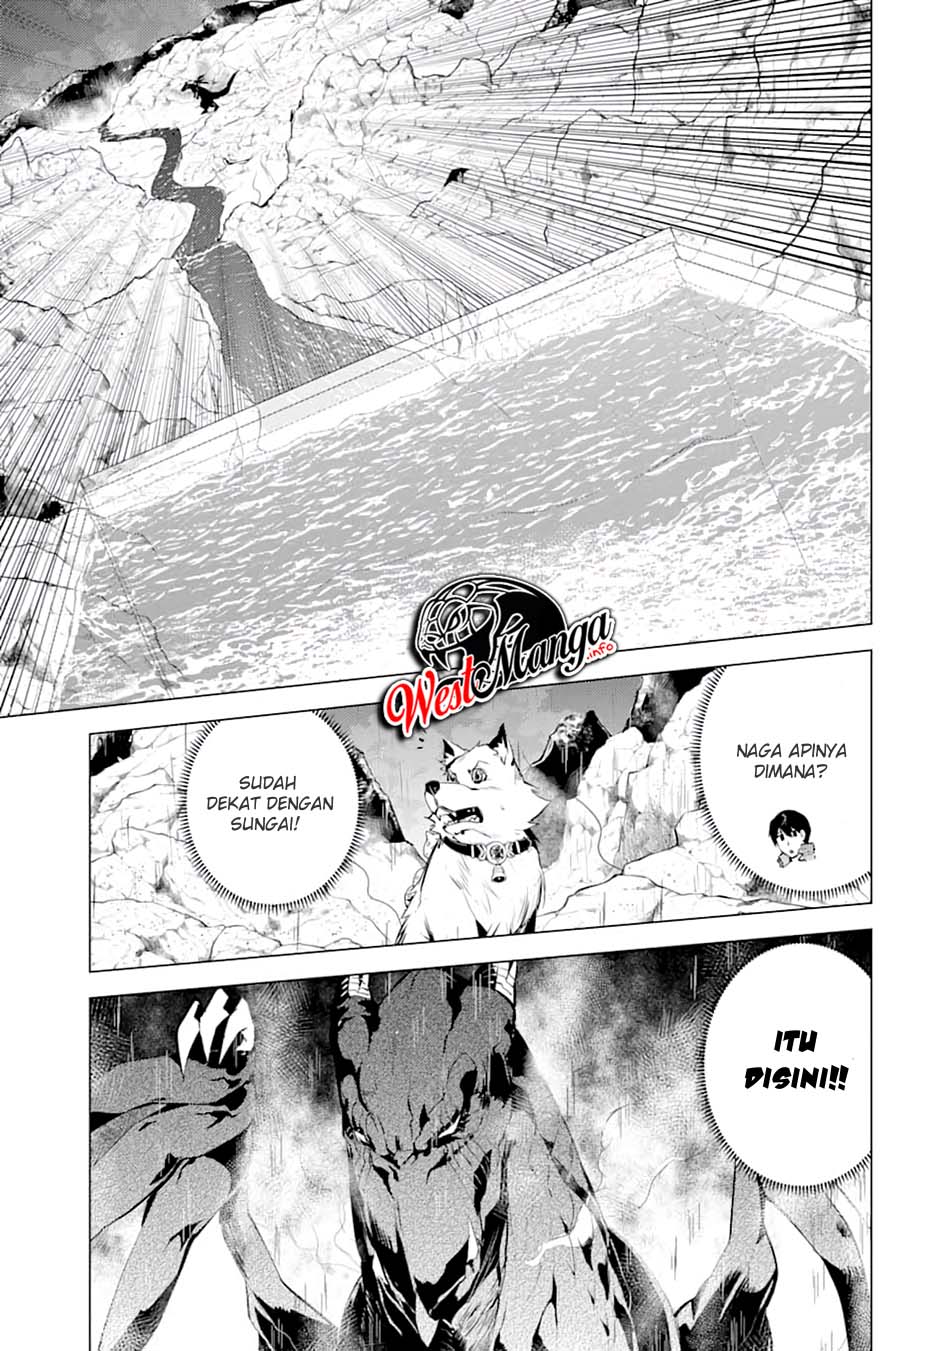 WestManga
.info
NAGA APINYA
DIMANA?
SUDAH
DEKAT DENGAN
SUNGAI!
ITU
DISINI!!